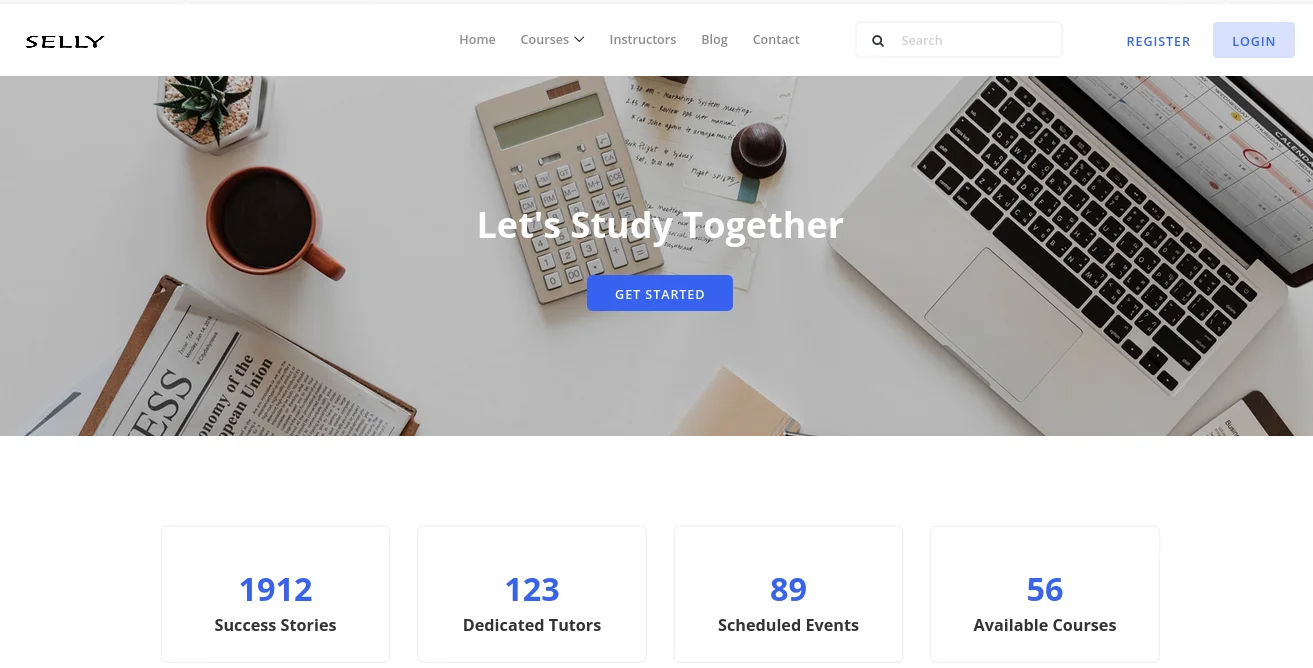 SELLY
Home
Courses
Instructors
Blog
Contact
Search
REGISTER
LOGIN
Let's Study Together
GET STARTED
1912
Success Stories
123
Dedicated Tutors
89
Scheduled Events
56
Available Courses